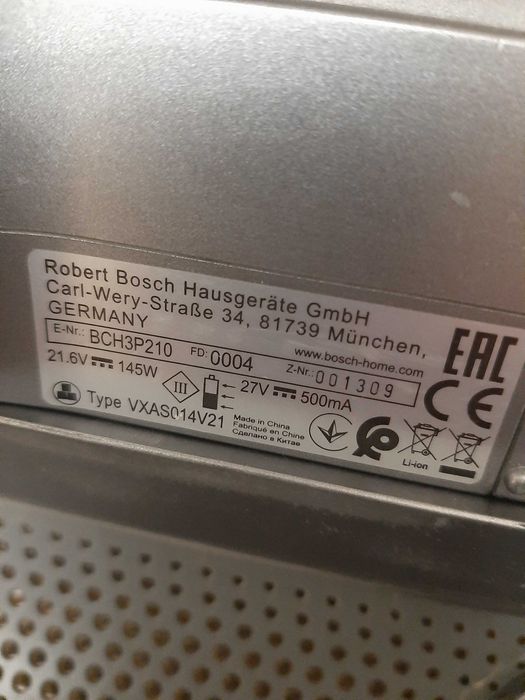 Robert Bosch Hausgeräte GmbH
Carl-Wery-Straße 34, 81739 München,
GERMANY
www.bosch-home.com
E-Nr.: BCH3P210 FD: 0004 Z-Nr.: 001309
21.6V 145W III 27V 500mA
Type VXAS014V21
Made in China
Fabriqué en Chine
Сделано в Китае
Li-ion
EAC
CE